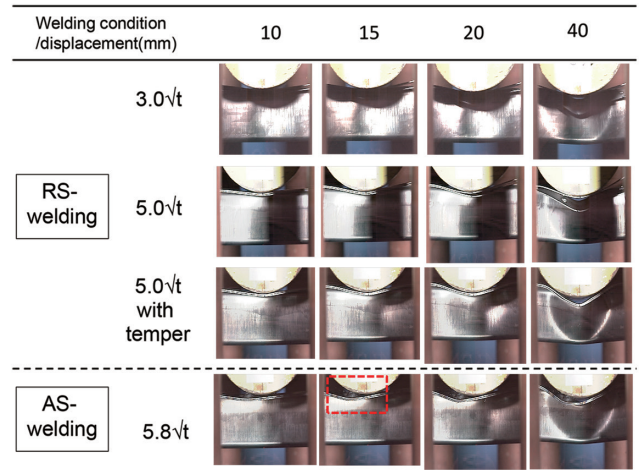 Welding condition
/displacement(mm)
10 15 20 40
3.0√t
RS-
welding
5.0√t
5.0√t
with
temper
AS-
welding
5.8√t